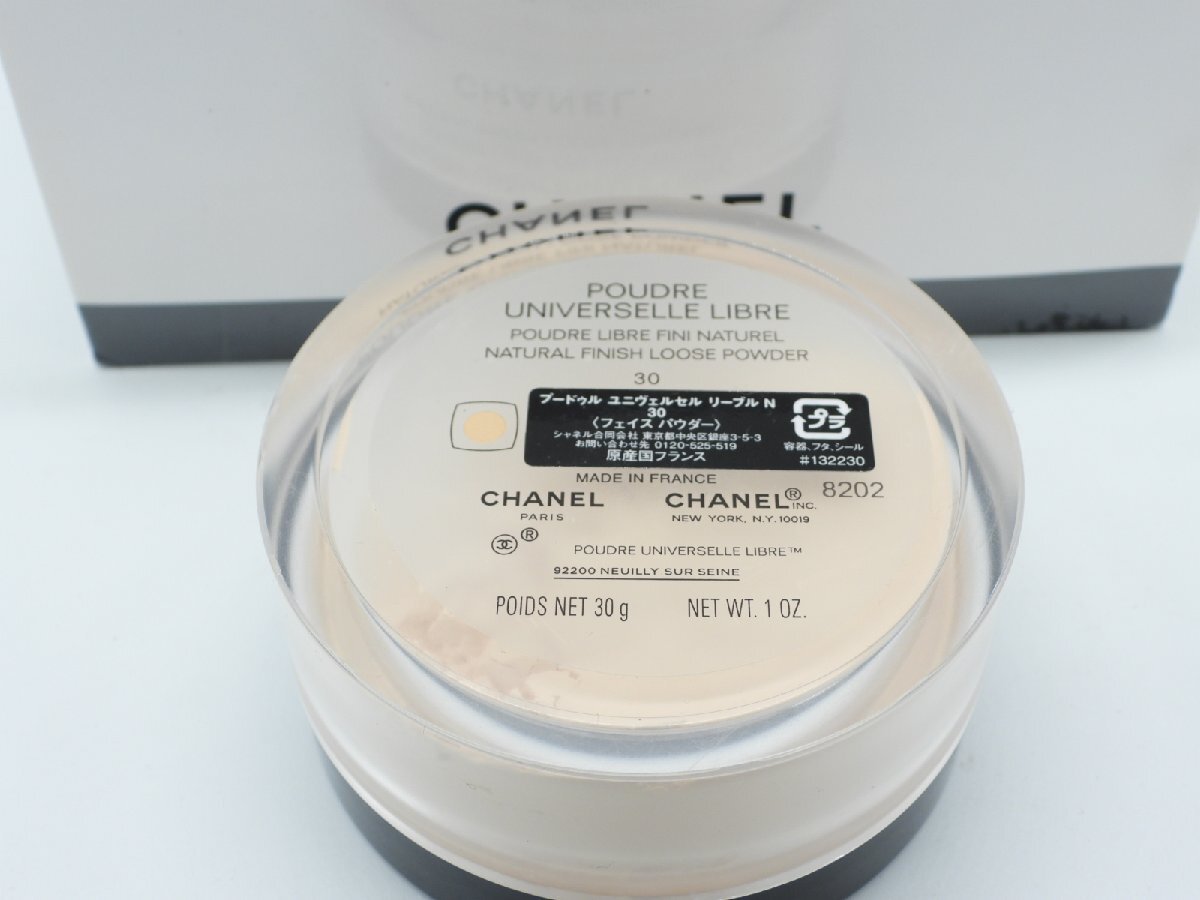 CHANEL
CHANEL
POUDRE
UNIVERSELLE LIBRE
POUDRE LIBRE FINI NATUREL
NATURAL FINISH LOOSE POWDER
30
プードゥル ユニヴェルセル リーブル N
30
〈フェイス パウダー〉
シャネル合同会社 東京都中央区銀座3-5-3
お問い合わせ先 0120-525-519
原産国フランス
プラ
容器、フタ、シール
#132230
MADE IN FRANCE
8202
CHANEL
PARIS
CHANEL® INC.
NEW YORK, N.Y. 10019
®
POUDRE UNIVERSELLE LIBRE™
92200 NEUILLY SUR SEINE
POIDS NET 30 g NET WT. 1 OZ.